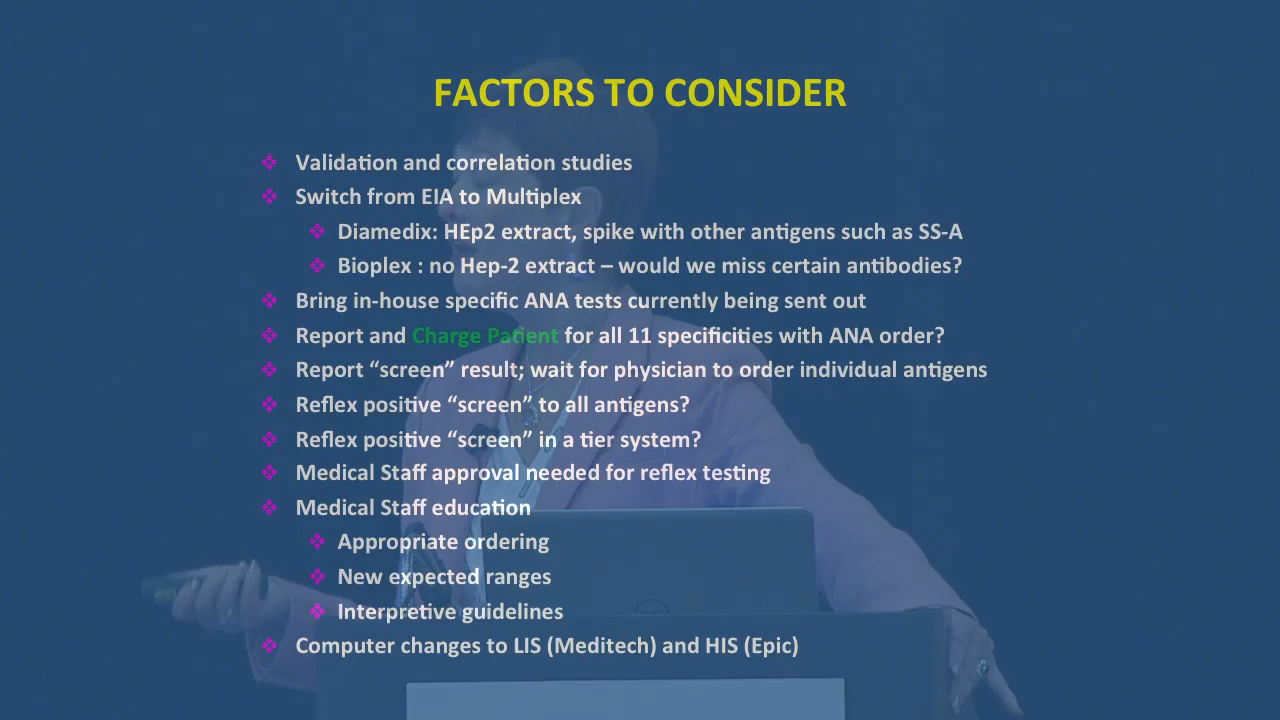 FACTORS TO CONSIDER
Validation and correlation studies
Switch from EIA to Multiplex
Diamedix: HEp2 extract, spike with other antigens such as SS-A
Bioplex : no Hep-2 extract – would we miss certain antibodies?
Bring in-house specific ANA tests currently being sent out
Report and Charge Patient for all 11 specificities with ANA order?
Report “screen” result; wait for physician to order individual antigens
Reflex positive “screen” to all antigens?
Reflex positive “screen” in a tier system?
Medical Staff approval needed for reflex testing
Medical Staff education
Appropriate ordering
New expected ranges
Interpretive guidelines
Computer changes to LIS (Meditech) and HIS (Epic)